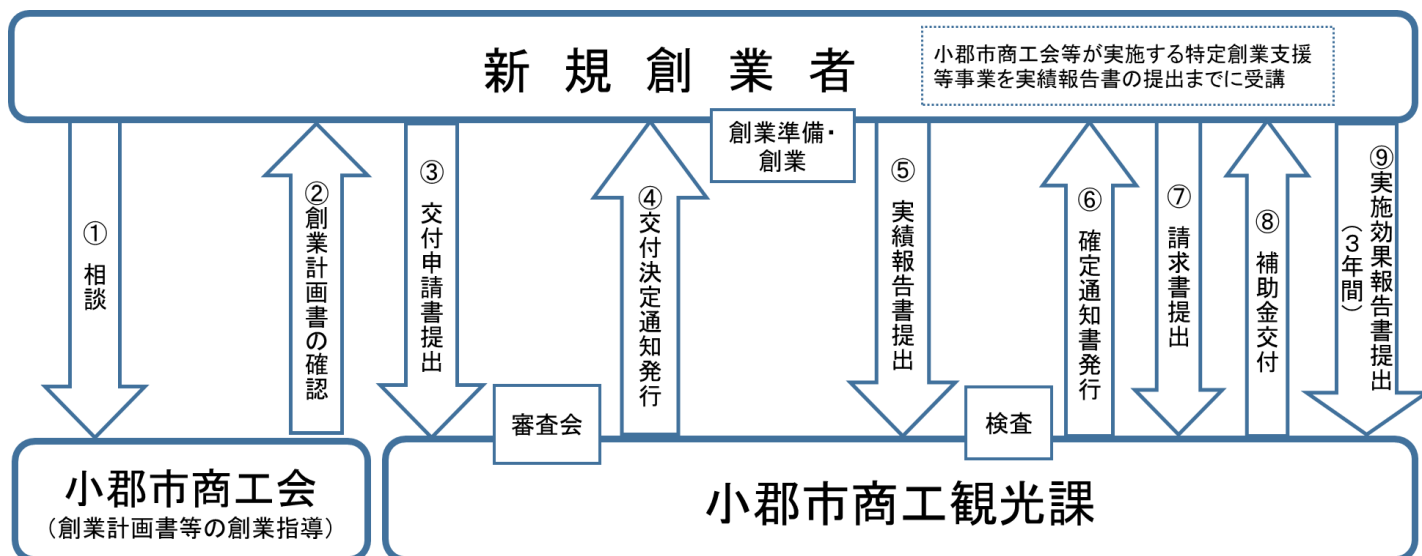 新規創業者
小郡市商工会等が実施する特定創業支援
等事業を実績報告書の提出までに受講
① 相談
②創業計画書の確認
③ 交付申請書提出
④交付決定通知発行
創業準備・
創業
⑤ 実績報告書提出
⑥ 確定通知書発行
⑦ 請求書提出
⑧ 補助金交付
⑨実施効果報告書提出
（3年間）
審査会
検査
小郡市商工会
（創業計画書等の創業指導）
小郡市商工観光課